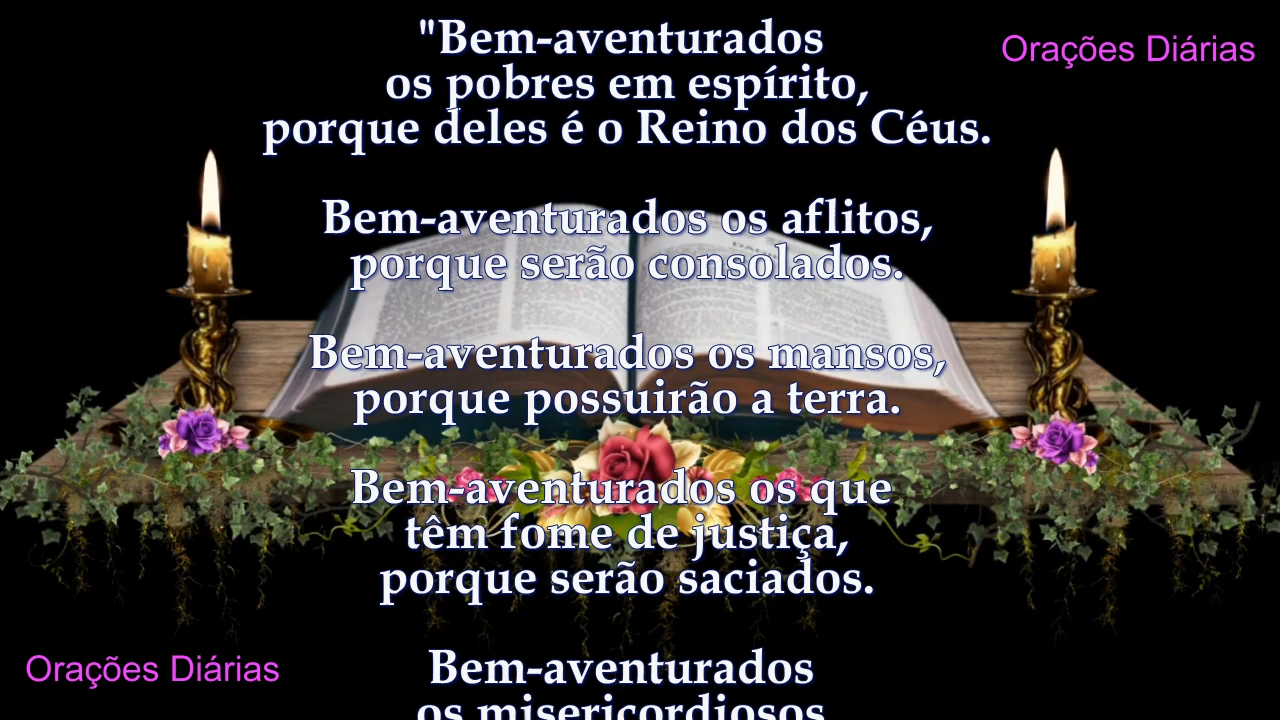 "Bem-aventurados
os pobres em espírito,
porque deles é o Reino dos Céus.
Orações Diárias
Bem-aventurados os aflitos,
porque serão consolados.
Bem-aventurados os mansos,
porque possuirão a terra.
Bem-aventurados os que
têm fome de justiça,
porque serão saciados.
Bem-aventurados
os misericordiosos
Orações Diárias